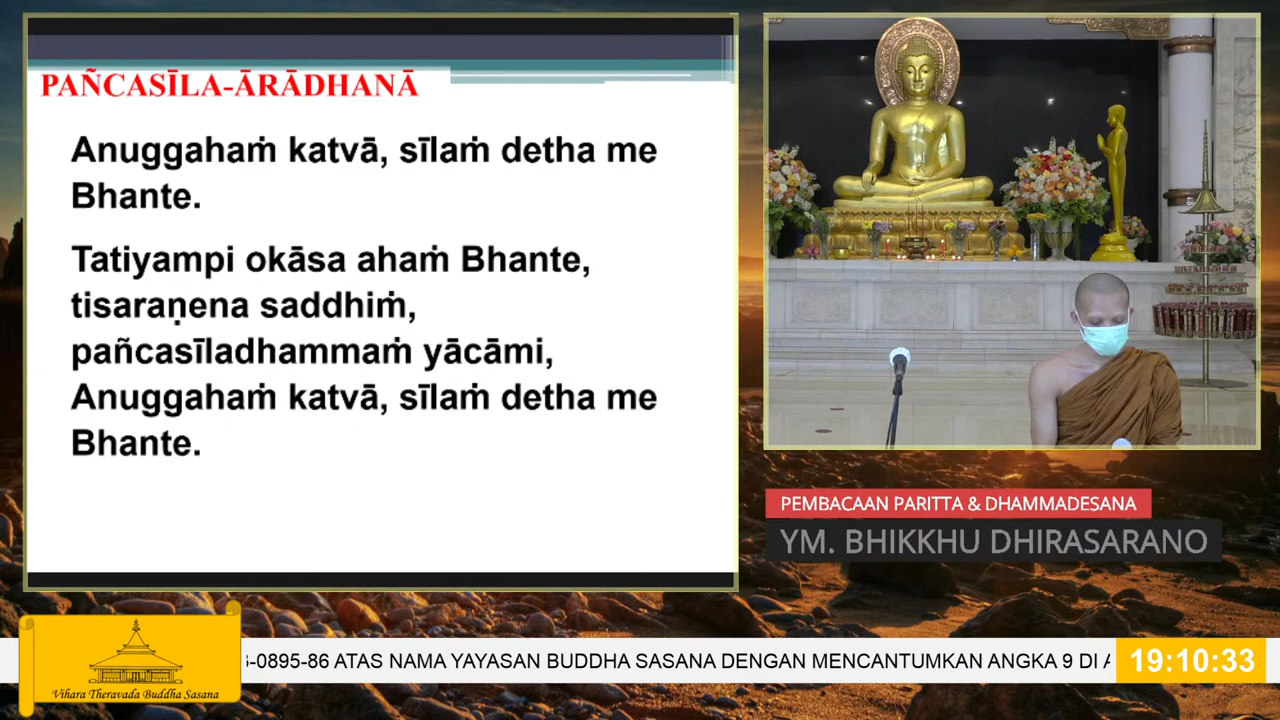 PAÑCASĪLA-ĀRĀDHANĀ
Anuggahaṁ katvā, sīlaṁ detha me
Bhante.
Tatiyampi okāsa ahaṁ Bhante,
tisaraṇena saddhiṁ,
pañcasīladhammaṁ yācāmi,
Anuggahaṁ katvā, sīlaṁ detha me
Bhante.
PEMBACAAN PARITTA & DHAMMADESANA
YM. BHIKKHU DHIRASARANO
-0895-86 ATAS NAMA YAYASAN BUDDHA SASANA DENGAN MENCANTUMKAN ANGKA 9 DI
19:10:33
Vihara Theravada Buddha Sasana